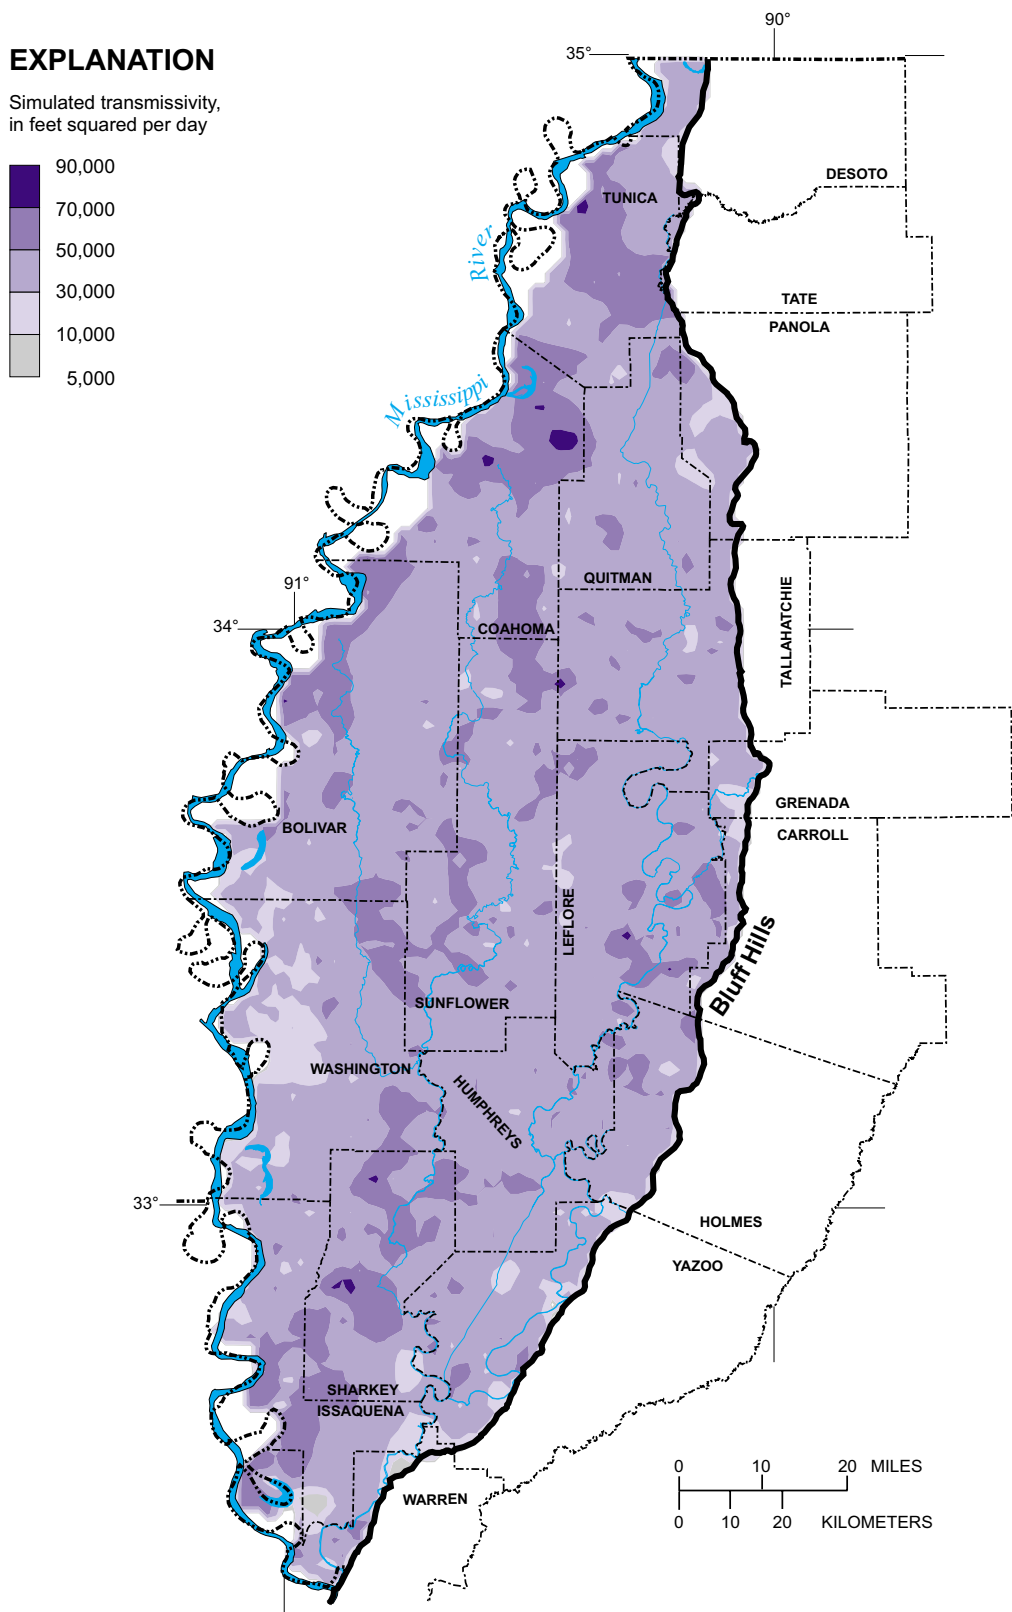 90°
35°
EXPLANATION
Simulated transmissivity,
in feet squared per day
90,000
70,000
50,000
30,000
10,000
5,000
DESOTO
TUNICA
River
TATE
PANOLA
Mississippi
QUITMAN
TALLAHATCHIE
91°
34°
COAHOMA
GRENADA
BOLIVAR
CARROLL
LEFLORE
Bluff Hills
SUNFLOWER
WASHINGTON
HUMPHREYS
33°
HOLMES
YAZOO
SHARKEY
ISSAQUENA
WARREN
0 10 20 MILES
0 10 20 KILOMETERS